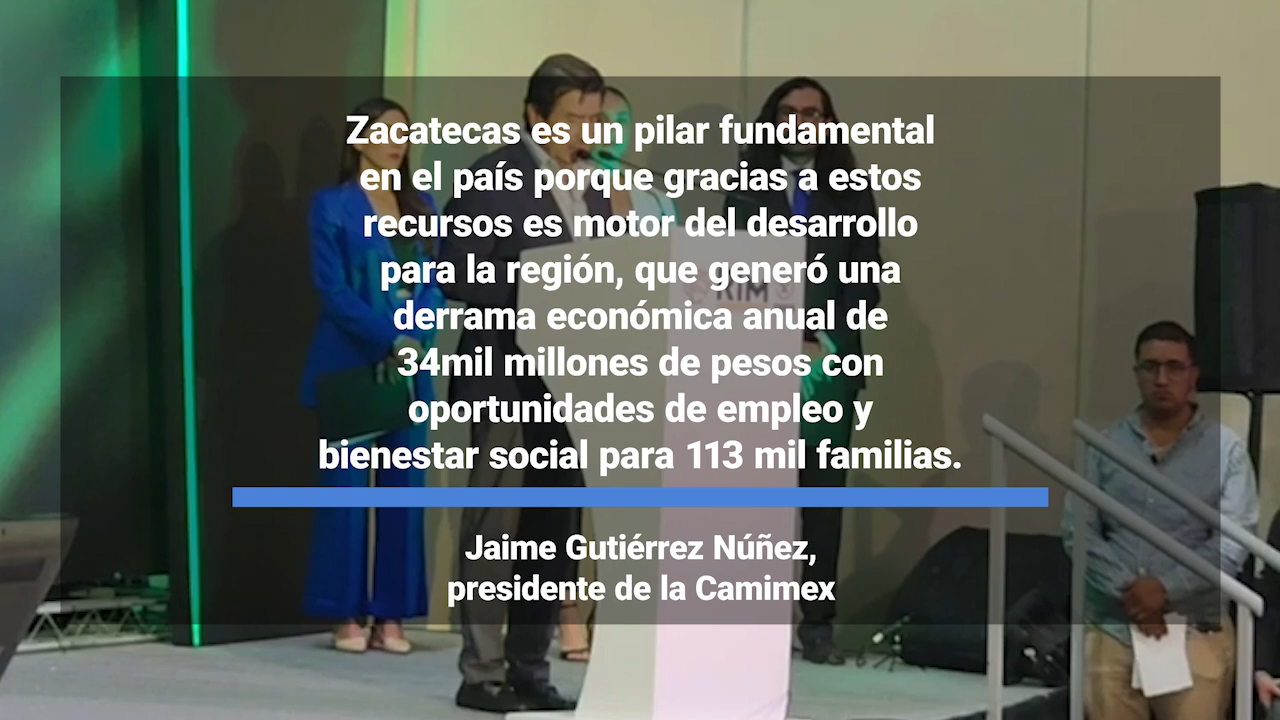 Zacatecas es un pilar fundamental
en el país porque gracias a estos
recursos es motor del desarrollo
para la región, que generó una
derrama económica anual de
34mil millones de pesos con
oportunidades de empleo y
bienestar social para 113 mil familias.
Jaime Gutiérrez Núñez,
presidente de la Camimex